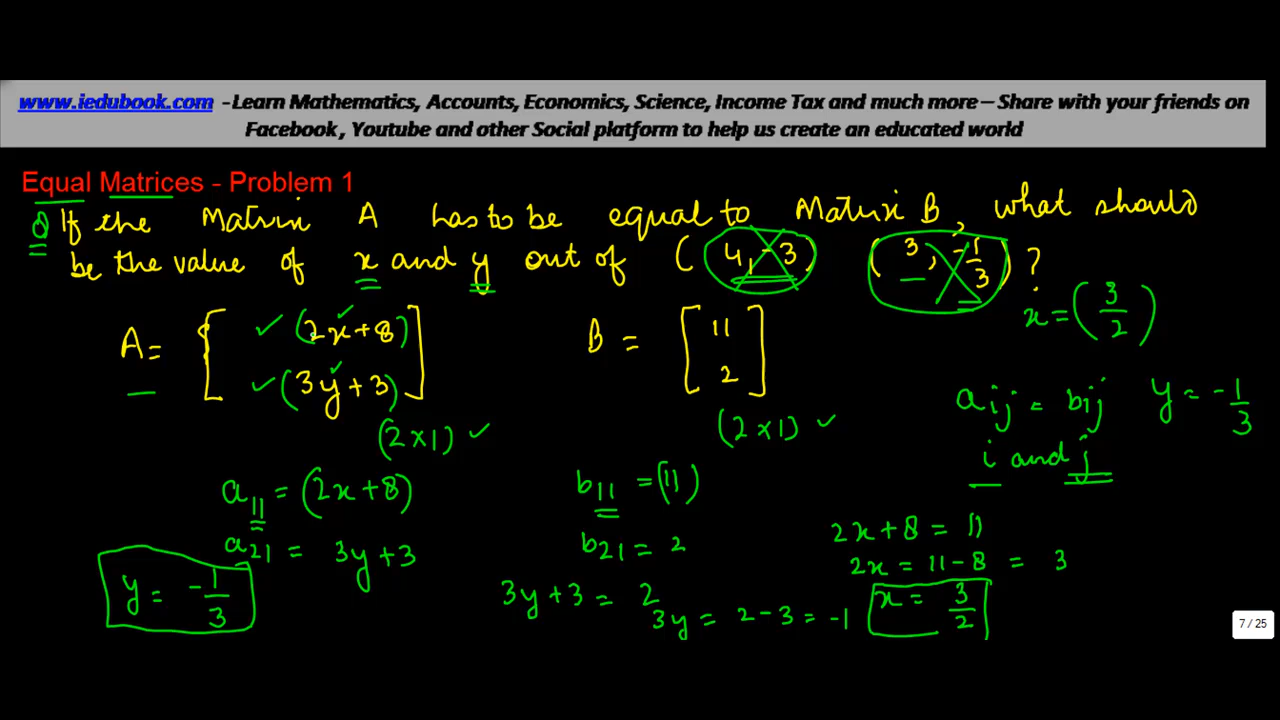 www.iedubook.com - Learn Mathematics, Accounts, Economics, Science, Income Tax and much more – Share with your friends on
Facebook, Youtube and other Social platform to help us create an educated world
Equal Matrices - Problem 1
Q If the Matrix A has to be equal to Matrix B, what should
be the value of x and y out of (4, -3) (3, -1/3) ?
x = (3/2)
A = [ (2x+8) ] B = [ 11 ]
[ (3y+3) ] [ 2 ]
(2×1) ✓ (2×1) ✓
aij = bij y = -1/3
i and j
a11 = (2x+8) b11 = (11)
2x+8 = 11
a21 = 3y+3 b21 = 2
2x = 11-8 = 3
y = -1/3
3y+3 = 2
x = 3/2
3y = 2-3 = -1
7 / 25